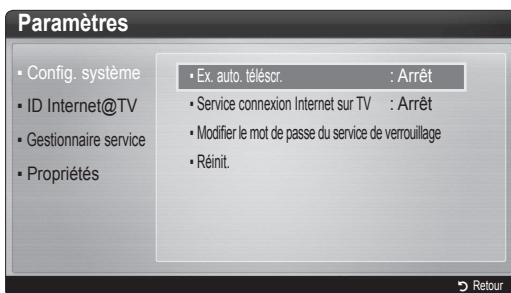 Paramètres
▪ Config. système
▪ ID Internet@TV
▪ Gestionnaire service
▪ Propriétés
▪ Ex. auto. téléscr. : Arrêt
▪ Service connexion Internet sur TV : Arrêt
▪ Modifier le mot de passe du service de verrouillage
▪ Réinit.
Retour